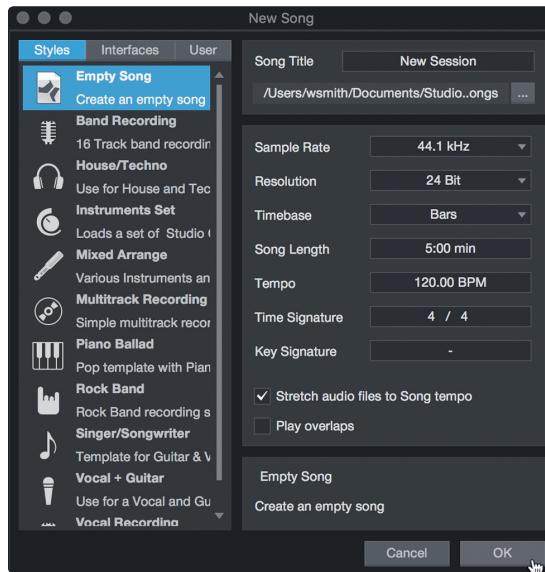 New Song
Styles Interfaces User
Empty Song
Create an empty song
Band Recording
16 Track band recordin
House/Techno
Use for House and Tec
Instruments Set
Loads a set of Studio
Mixed Arrange
Various Instruments an
Multitrack Recording
Simple multitrack recor
Piano Ballad
Pop template with Pian
Rock Band
Rock Band recording s
Singer/Songwriter
Template for Guitar & V
Vocal + Guitar
Use for a Vocal and Gu
Vocal Recording
Song Title New Session
/Users/wsmith/Documents/Studio..ongs ...
Sample Rate 44.1 kHz
Resolution 24 Bit
Timebase Bars
Song Length 5:00 min
Tempo 120.00 BPM
Time Signature 4 / 4
Key Signature -
Stretch audio files to Song tempo
Play overlaps
Empty Song
Create an empty song
Cancel OK